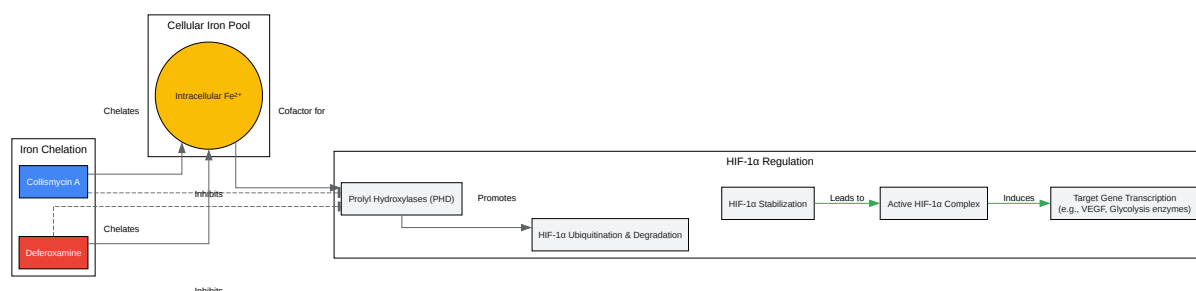 Cellular Iron Pool
Intracellular Fe²⁺
Chelates
Cofactor for
Iron Chelation
Collismycin A
Inhibits
Chelates
Deferoxamine
Inhibits
HIF-1α Regulation
Prolyl Hydroxylases (PHD)
Promotes
HIF-1α Ubiquitination & Degradation
HIF-1α Stabilization
Leads to
Active HIF-1α Complex
Induces
Target Gene Transcription
(e.g., VEGF, Glycolysis enzymes)